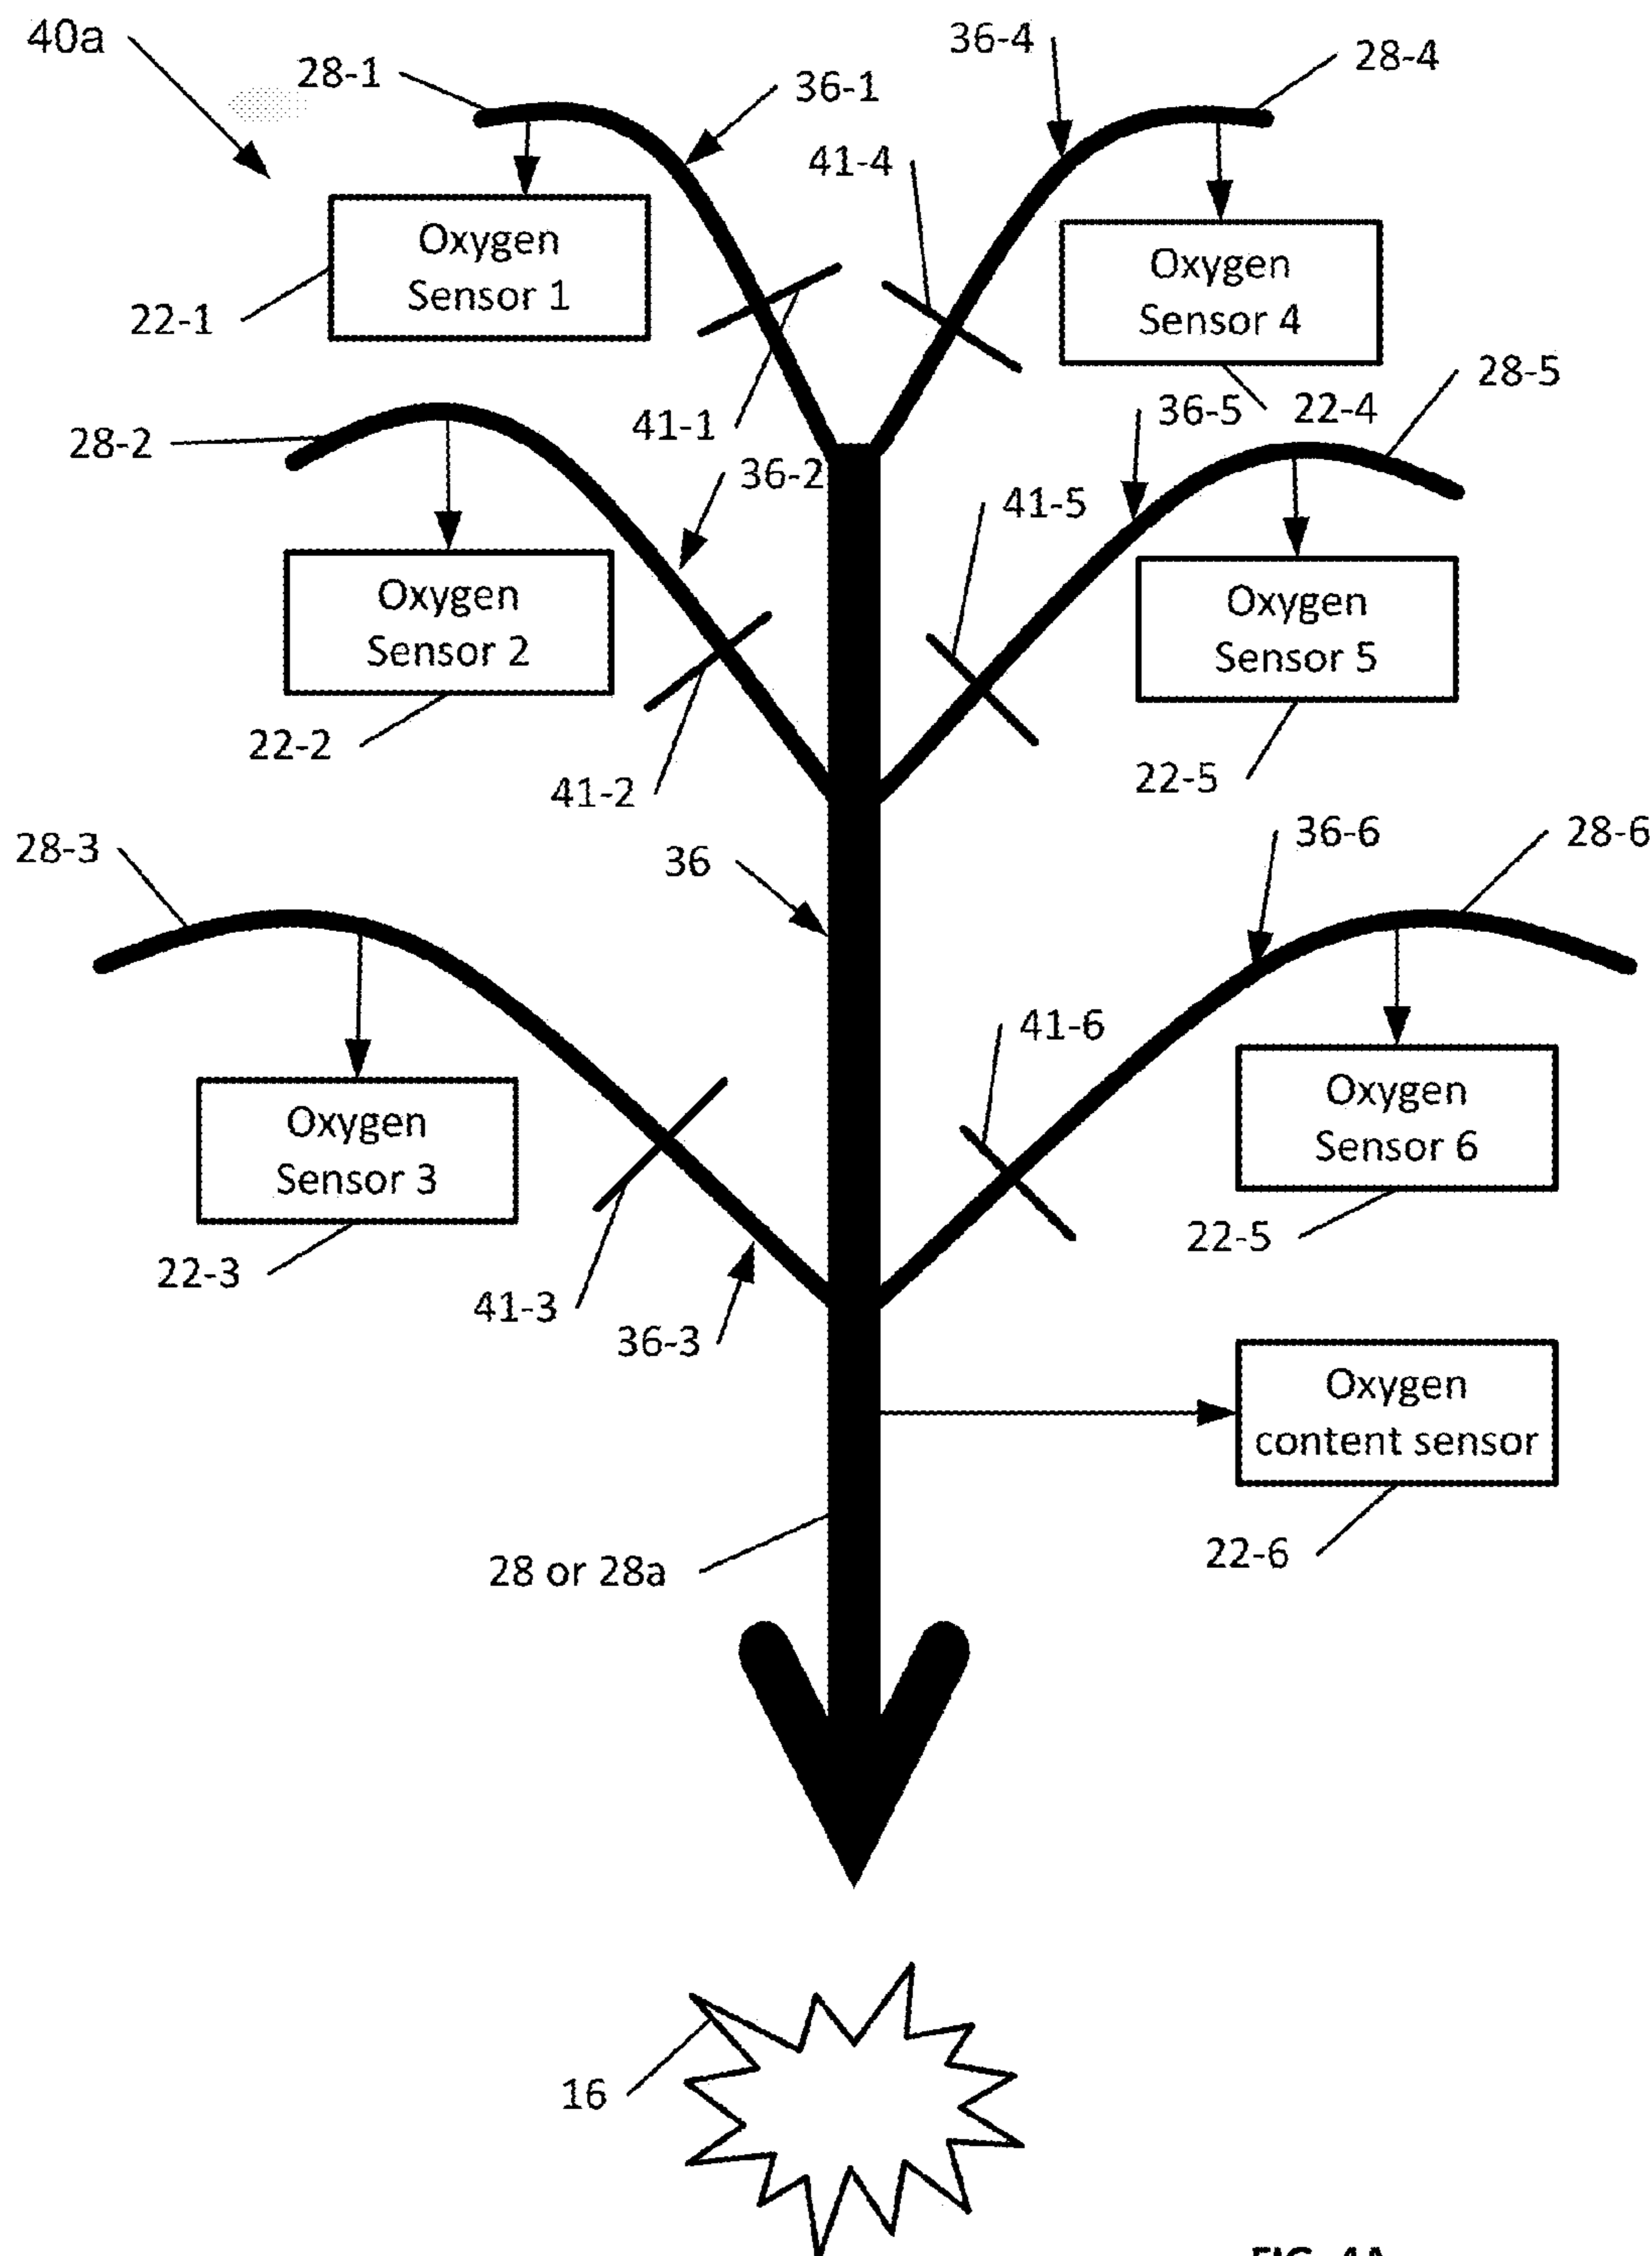 40a
28-1
36-1
36-4
28-4
41-4
Oxygen
Sensor 1
22-1
Oxygen
Sensor 4
28-5
41-1
36-5
22-4
28-2
36-2
41-5
Oxygen
Sensor 2
Oxygen
Sensor 5
22-2
41-2
22-5
28-3
36
36-6
28-6
41-6
Oxygen
Sensor 3
Oxygen
Sensor 6
22-3
41-3
36-3
22-5
Oxygen
content sensor
28 or 28a
22-6
16
FIG. 4A